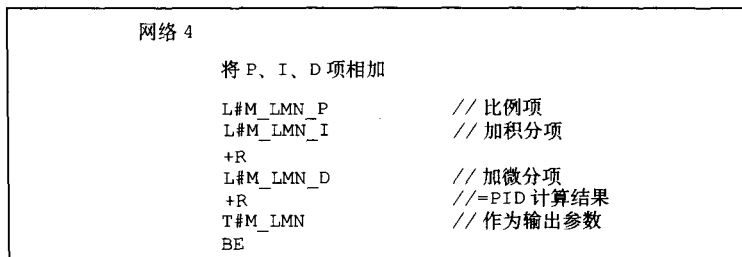 网络 4
将 P、I、D 项相加
L#M_LMN_P //比例项
L#M_LMN_I //加积分项
+R
L#M_LMN_D //加微分项
+R //=PID 计算结果
T#M_LMN //作为输出参数
BE